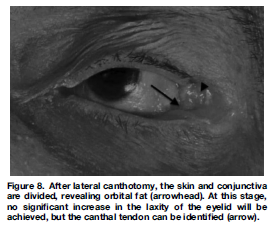 Figure 8. After lateral canthotomy, the skin and conjunctiva
are divided, revealing orbital fat (arrowhead). At this stage,
no significant increase in the laxity of the eyelid will be
achieved, but the canthal tendon can be identified (arrow).